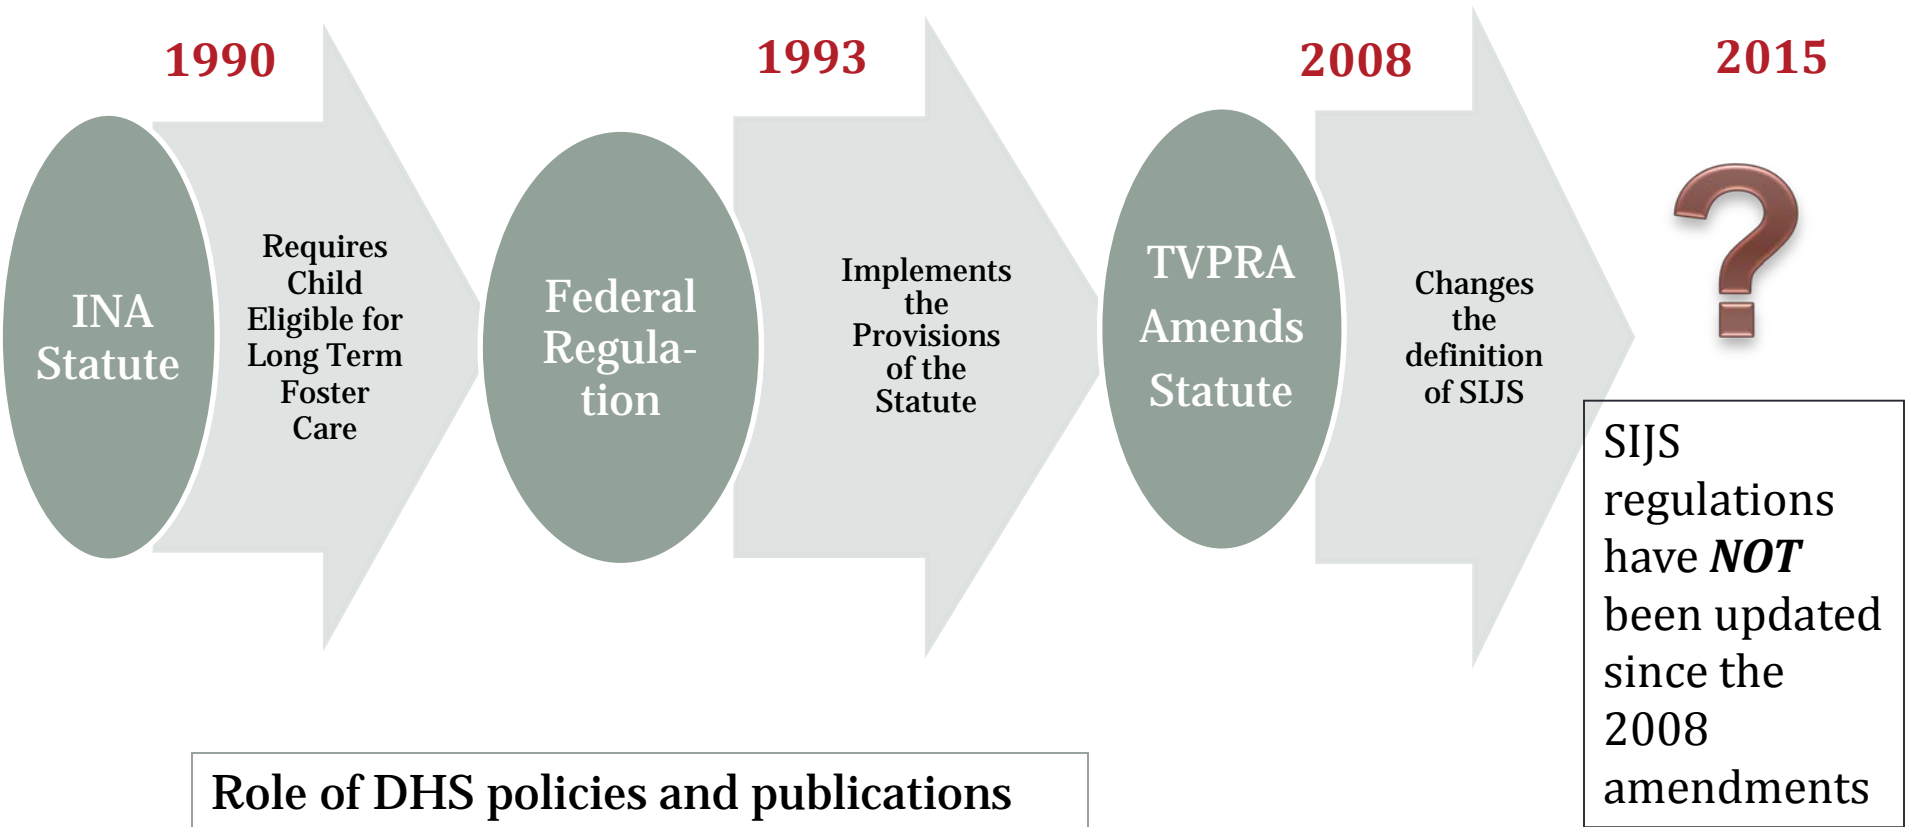 1990
1993
2008
2015
INA
Statute
Requires
Child
Eligible for
Long Term
Foster
Care
Federal
Regula-
tion
Implements
the
Provisions
of the
Statute
TVPRA
Amends
Statute
Changes
the
definition
of SIJS
?
SIJS
regulations
have NOT
been updated
since the
2008
amendments
Role of DHS policies and publications